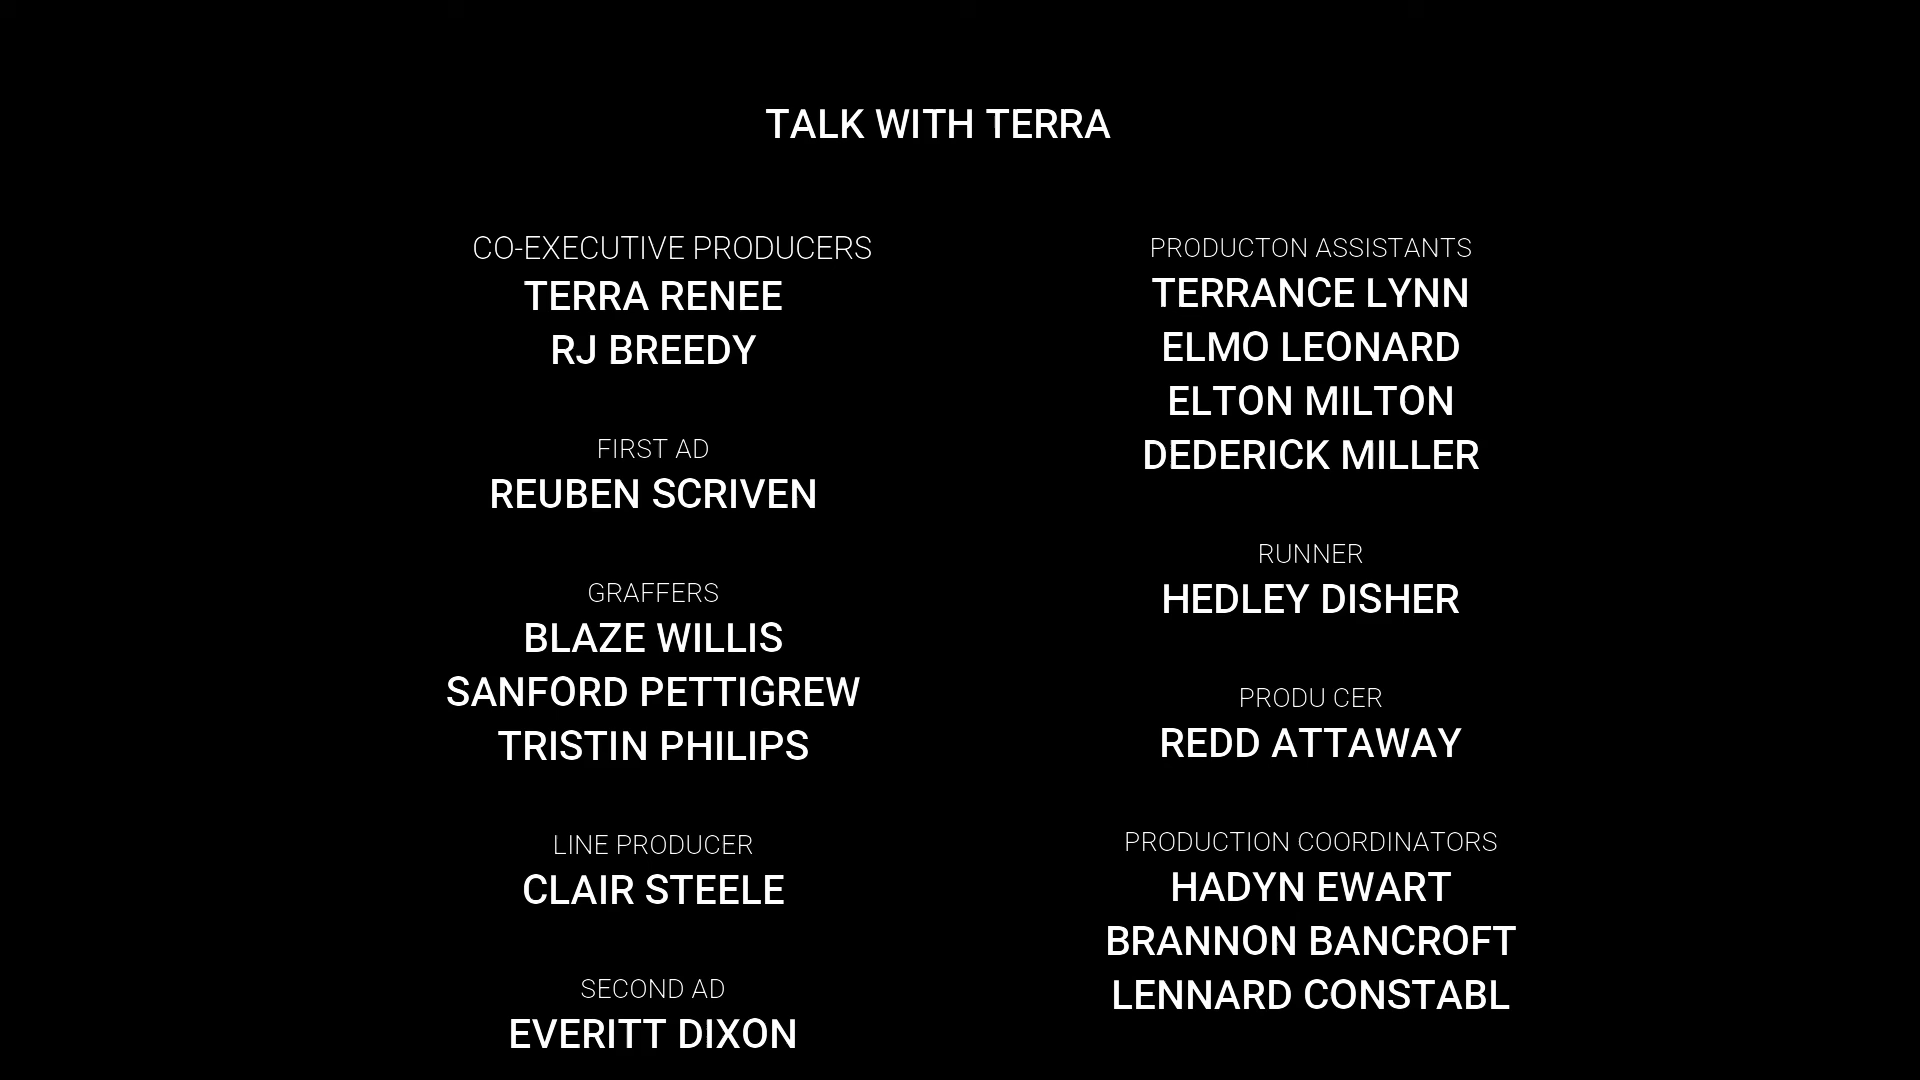 TALK WITH TERRA
CO-EXECUTIVE PRODUCERS
TERRA RENEE
RJ BREEDY
FIRST AD
REUBEN SCRIVEN
GRAFFERS
BLAZE WILLIS
SANFORD PETTIGREW
TRISTIN PHILIPS
LINE PRODUCER
CLAIR STEELE
SECOND AD
EVERITT DIXON
PRODUCTON ASSISTANTS
TERRANCE LYNN
ELMO LEONARD
ELTON MILTON
DEDERICK MILLER
RUNNER
HEDLEY DISHER
PRODU CER
REDD ATTAWAY
PRODUCTION COORDINATORS
HADYN EWART
BRANNON BANCROFT
LENNARD CONSTABL